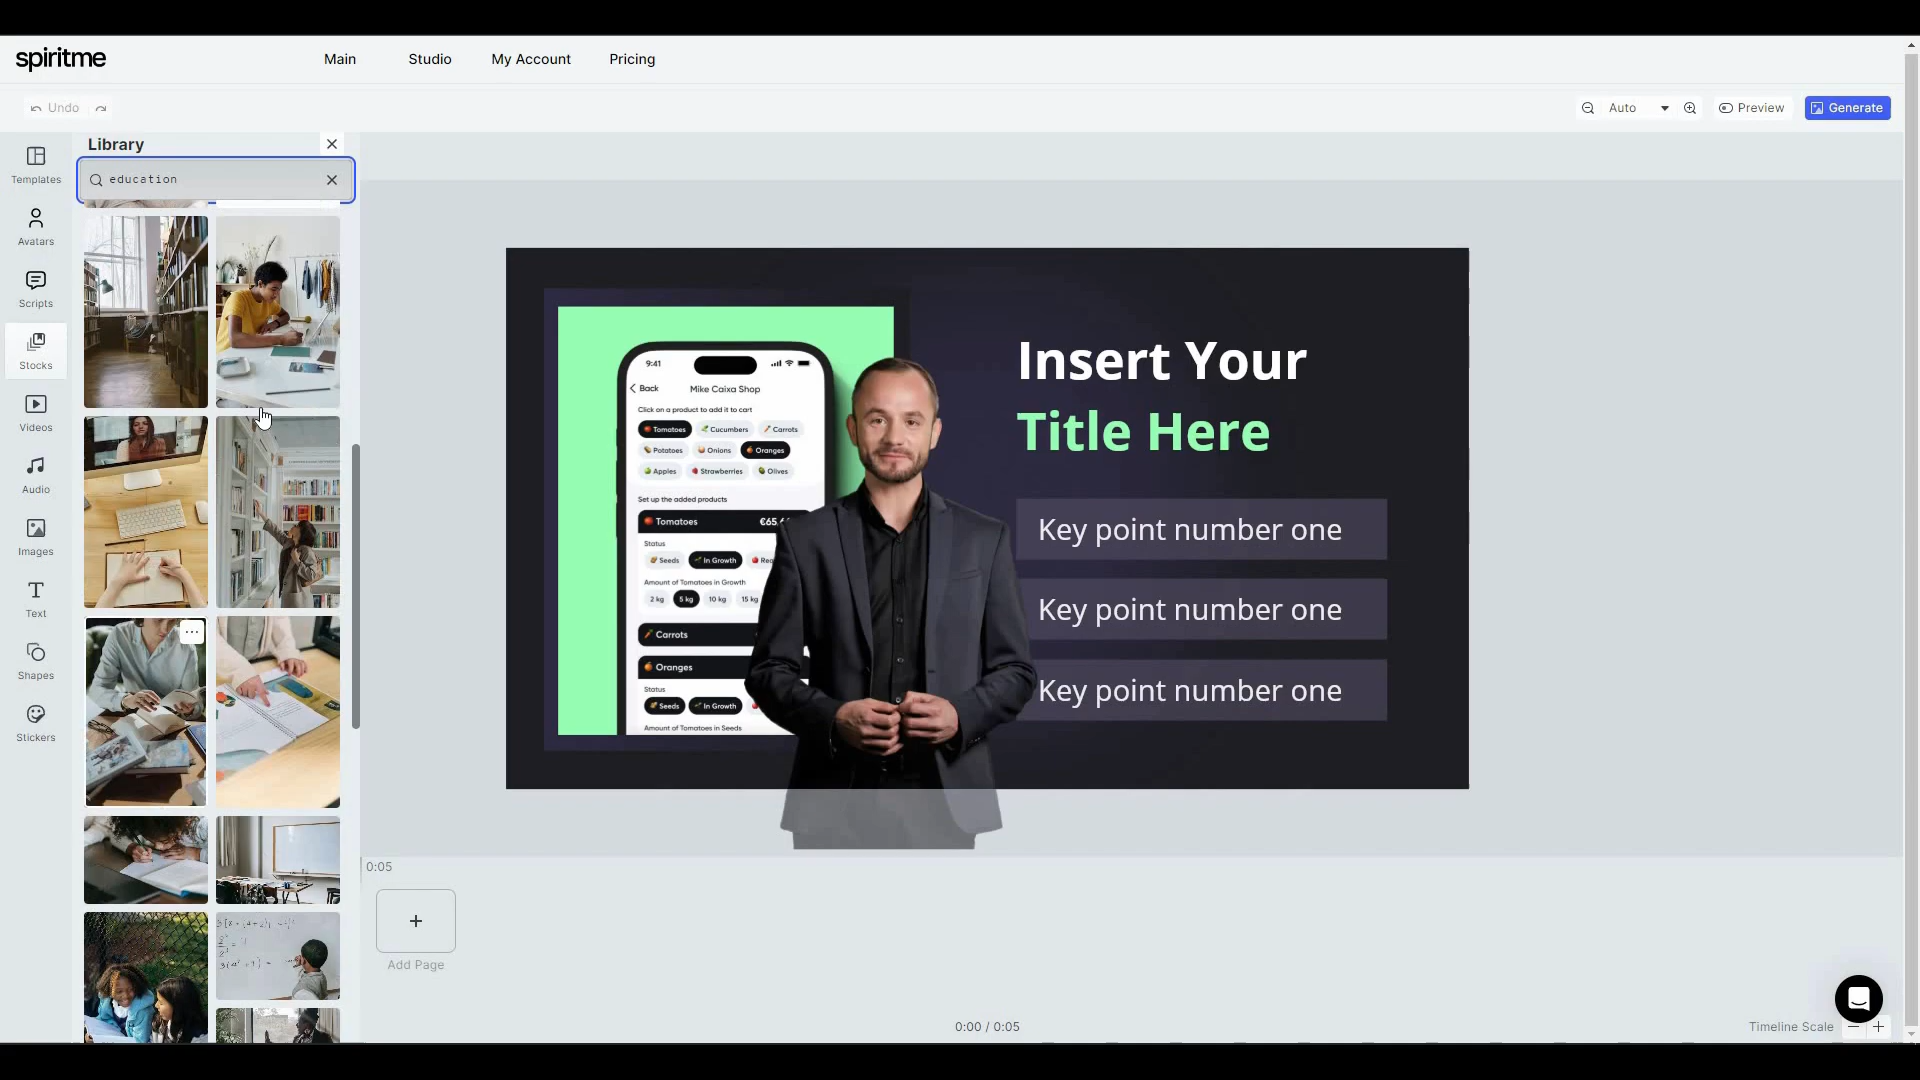 spiritme
Main
Studio
My Account
Pricing
Undo
Auto
Preview
Generate
Library
education
Templates
Avatars
Scripts
Stocks
Videos
Audio
Images
Text
Shapes
Stickers
9:41
Back
Mike Caixa Shop
Click on a product to add it to cart
Tomatoes
Cucumbers
Carrots
Potatoes
Onions
Oranges
Apples
Strawberries
Olives
Set up the added products
Tomatoes
Status
Seeds
In Growth
Amount of Tomatoes in Growth
2 kg
5 kg
10 kg
15 kg
Carrots
Oranges
Status
Seeds
In Growth
Amount of Tomatoes in Seeds
Insert Your
Title Here
Key point number one
Key point number one
Key point number one
0:05
Add Page
0:00 / 0:05
Timeline Scale